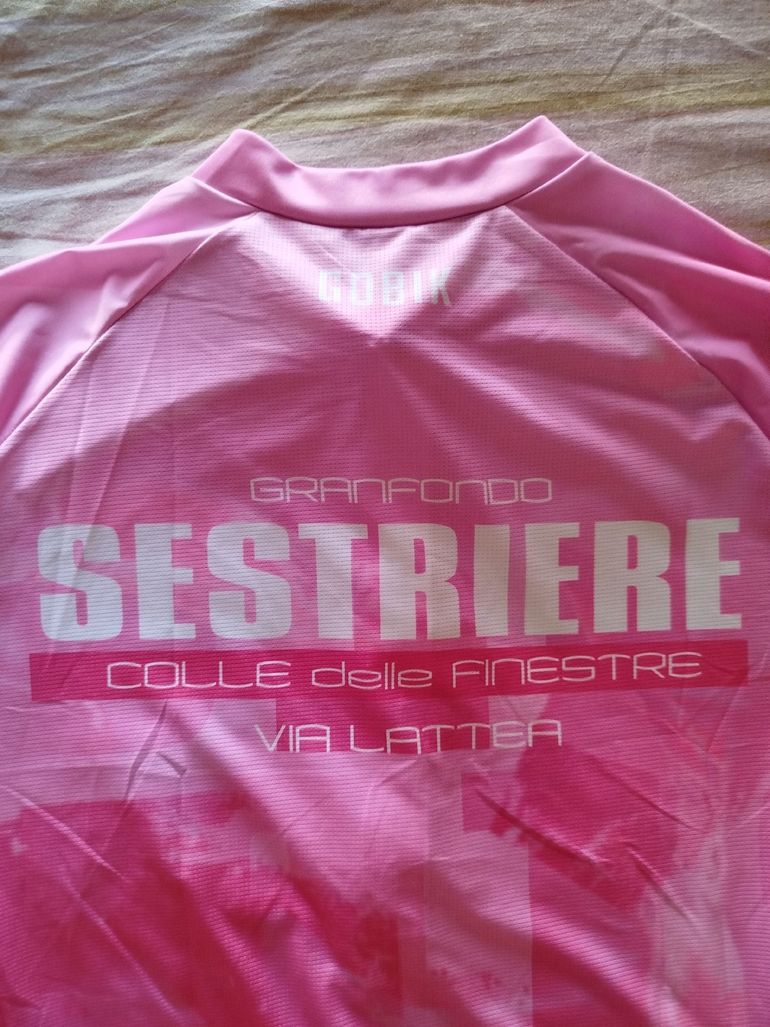 GOBIK
GRANFONDO
SESTRIERE
COLLE delle FINESTRE
VIA LATTEA